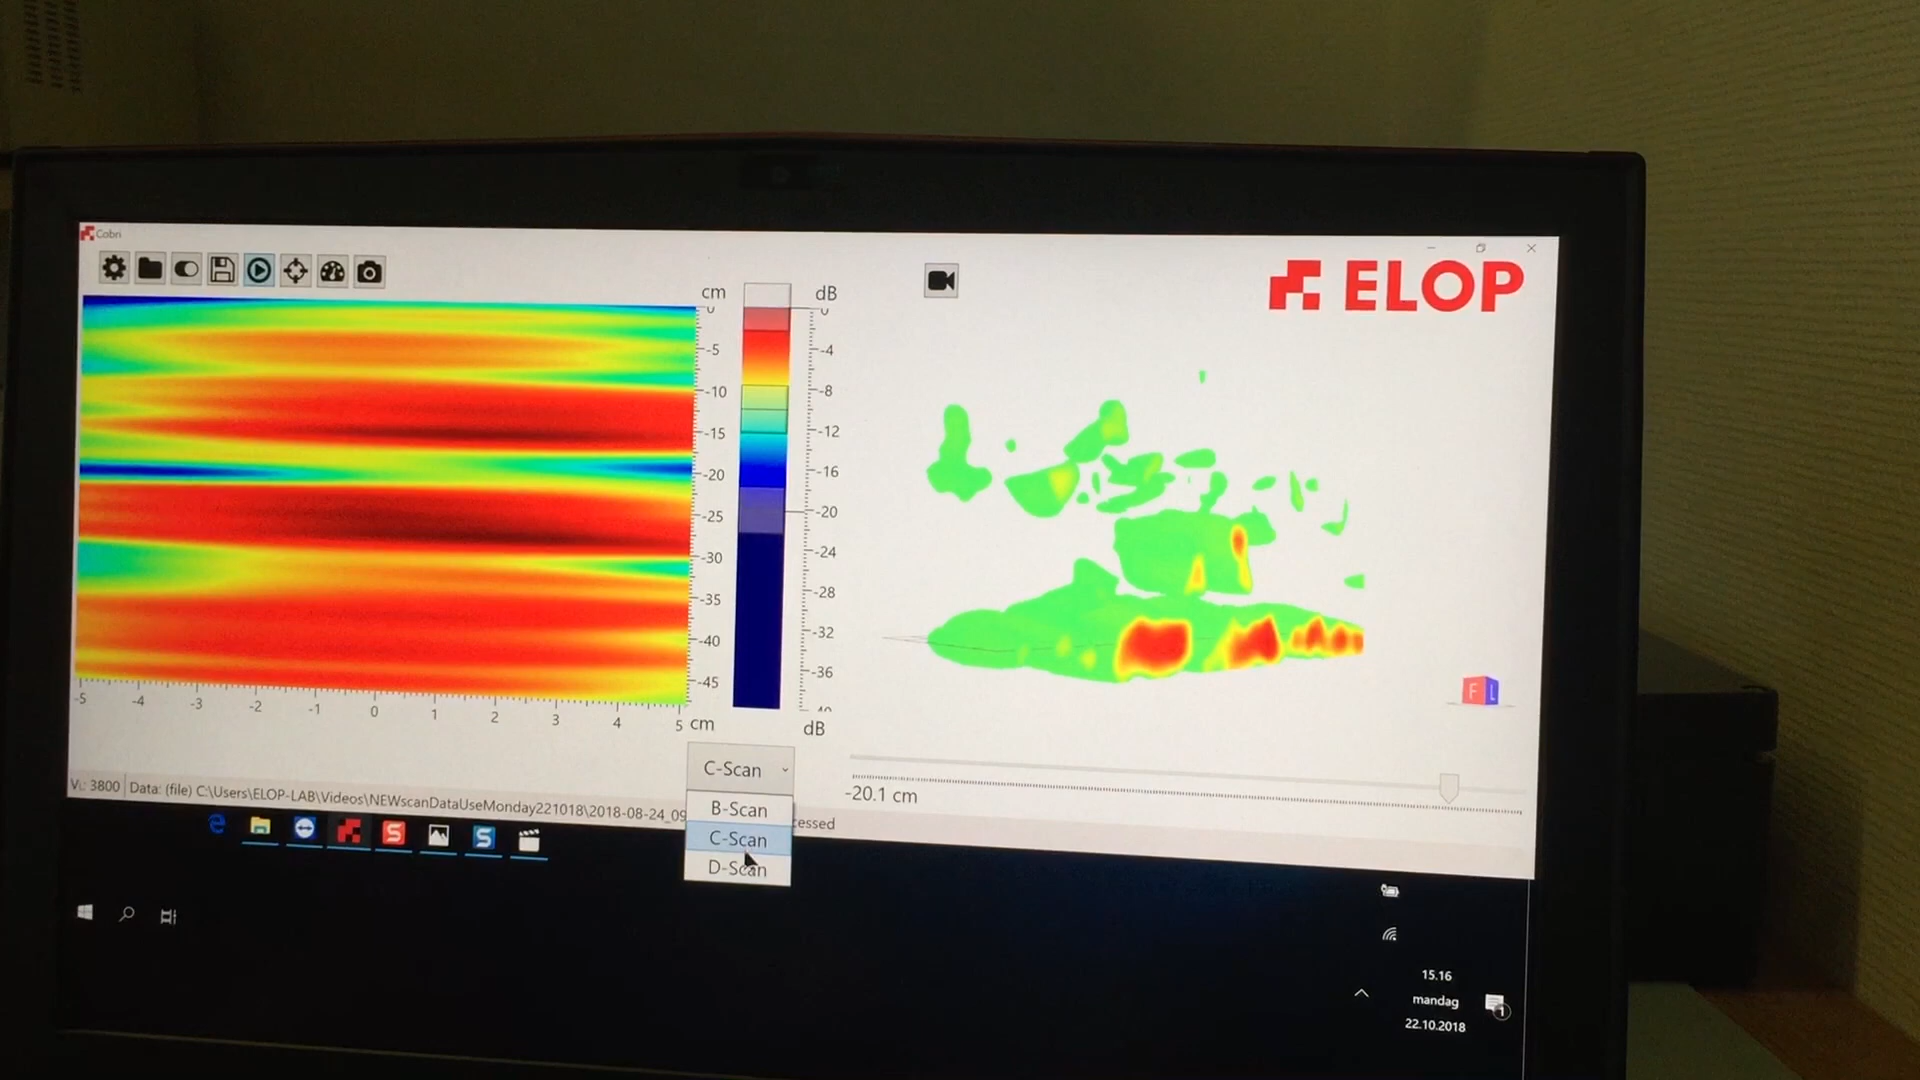 Cobri
ELOP
cm
dB
0
-5
-10
-15
-20
-25
-30
-35
-40
-45
0
-4
-8
-12
-16
-20
-24
-28
-32
-36
-5 -4 -3 -2 -1 0 1 2 3 4 5 cm
dB
F L
C-Scan
B-Scan
C-Scan
D-Scan
-20.1 cm
VL: 3800 Data: (file) C:\Users\ELOP-LAB\Videos\NEWscanDataUseMonday221018\2018-08-24_09
15.16
mandag
22.10.2018
1